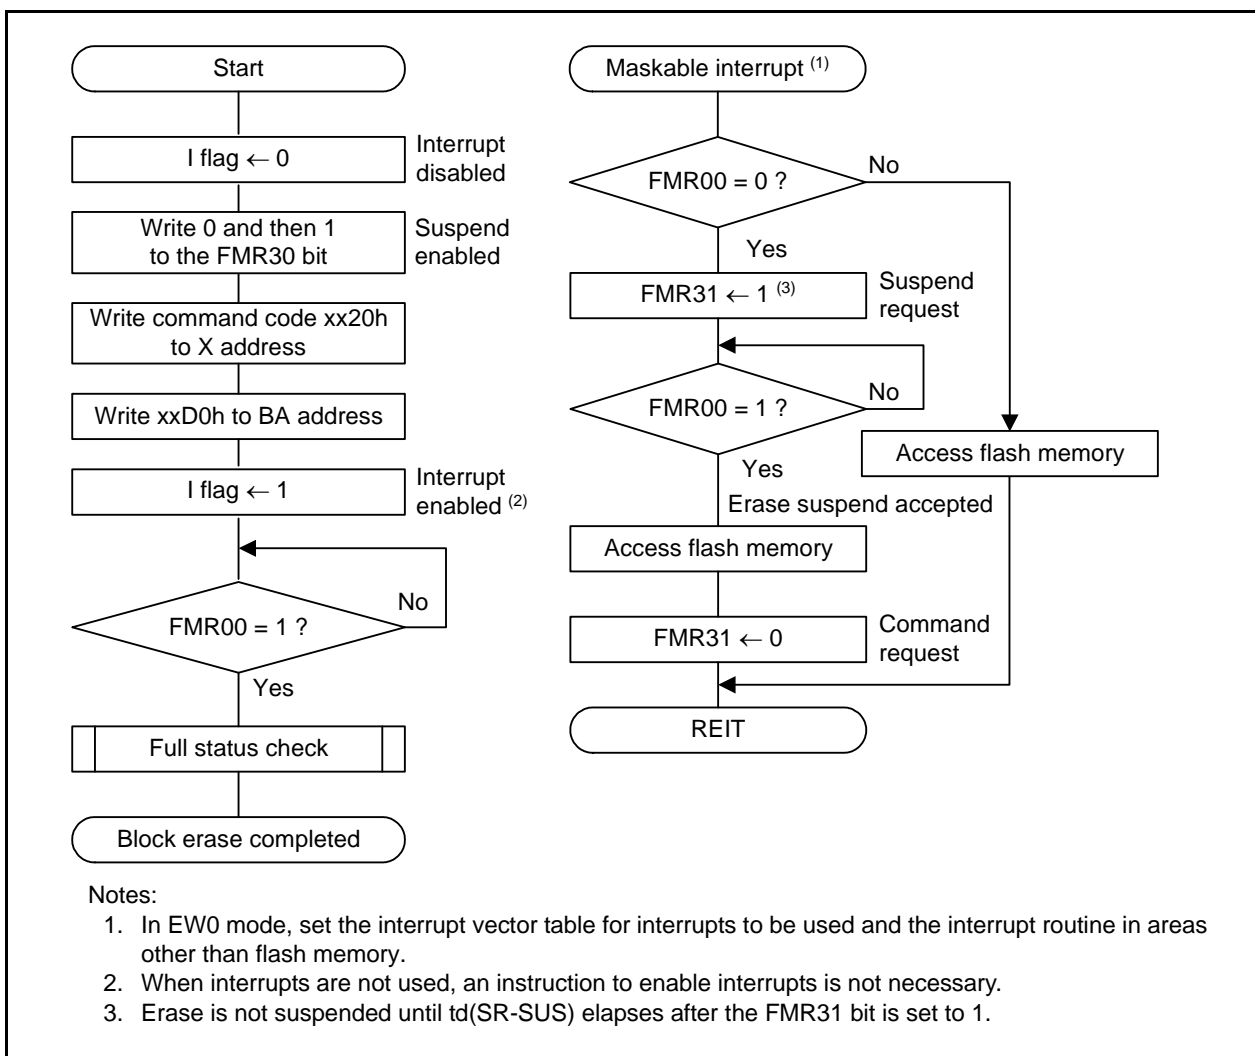 Start
I flag ← 0
Interrupt
disabled
Write 0 and then 1
to the FMR30 bit
Suspend
enabled
Write command code xx20h
to X address
Write xxD0h to BA address
I flag ← 1
Interrupt
enabled (2)
FMR00 = 1 ?
No
Yes
Full status check
Block erase completed
Maskable interrupt (1)
FMR00 = 0 ?
No
Yes
FMR31 ← 1 (3)
Suspend
request
FMR00 = 1 ?
No
Yes
Erase suspend accepted
Access flash memory
Access flash memory
FMR31 ← 0
Command
request
REIT
Notes:
1. In EW0 mode, set the interrupt vector table for interrupts to be used and the interrupt routine in areas
other than flash memory.
2. When interrupts are not used, an instruction to enable interrupts is not necessary.
3. Erase is not suspended until td(SR-SUS) elapses after the FMR31 bit is set to 1.